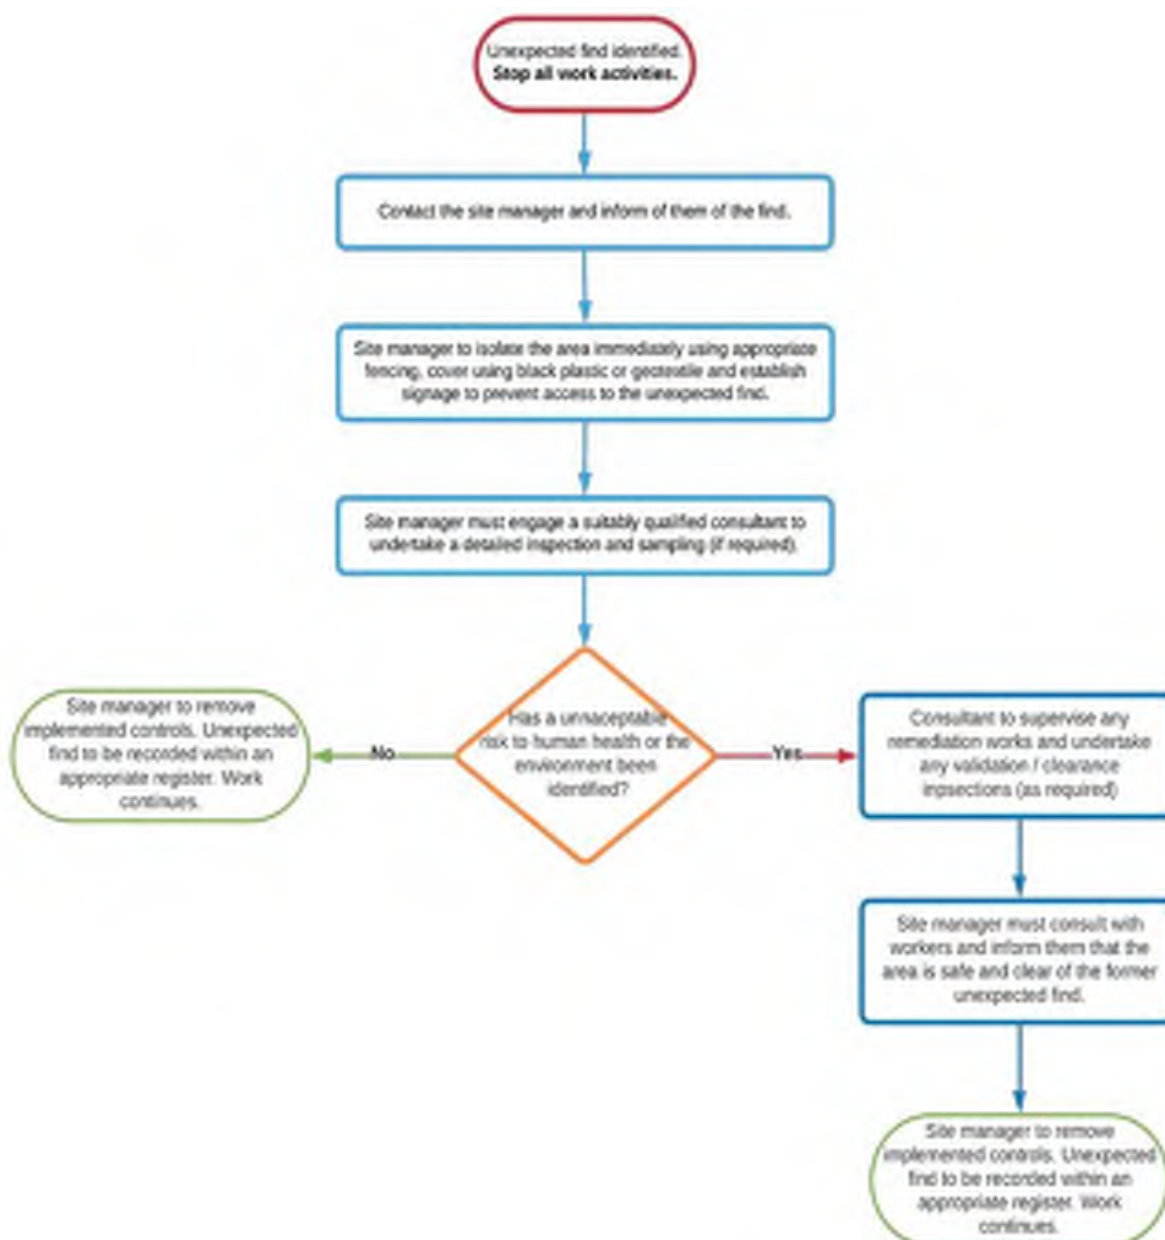 Unexpected find identified.
Stop all work activities.
Contact the site manager and inform of them of the find.
Site manager to isolate the area immediately using appropriate
fencing, cover using black plastic or geotextile and establish
signage to prevent access to the unexpected find.
Site manager must engage a suitably qualified consultant to
undertake a detailed inspection and sampling (if required).
Has a unnaceptable
risk to human health or the
environment been
identified?
No
Yes
Site manager to remove
implemented controls. Unexpected
find to be recorded within an
appropriate register. Work
continues.
Consultant to supervise any
remediation works and undertake
any validation / clearance
inpsections (as required)
Site manager must consult with
workers and inform them that the
area is safe and clear of the former
unexpected find.
Site manager to remove
implemented controls. Unexpected
find to be recorded within an
appropriate register. Work
continues.